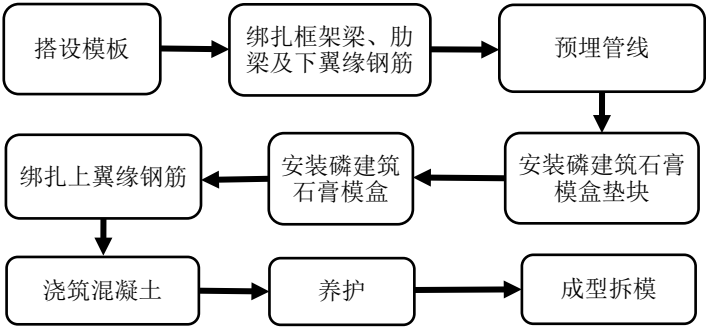 搭设模板
绑扎框架梁、肋
梁及下翼缘钢筋
预埋管线
安装磷建筑石膏
模盒垫块
安装磷建筑
石膏模盒
绑扎上翼缘钢筋
浇筑混凝土
养护
成型拆模